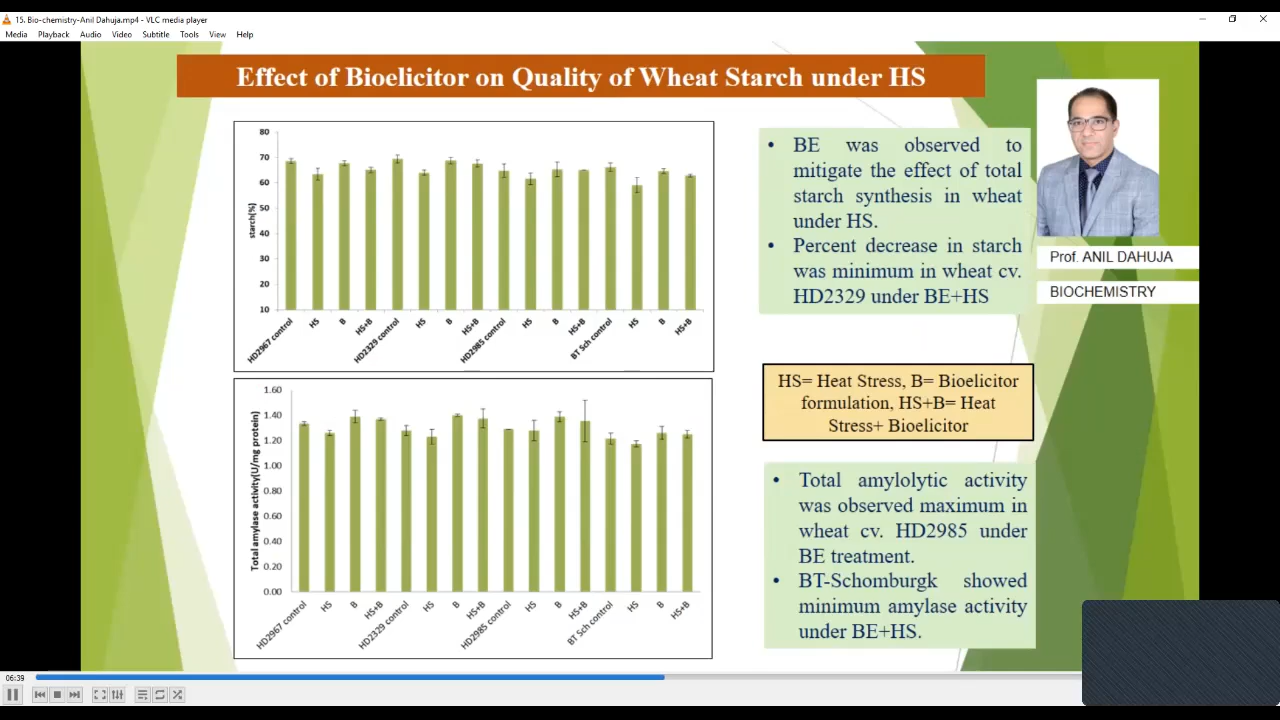 15. Bio-chemistry-Anil Dahuja.mp4 - VLC media player
Menu Playback Audio Video Subtitle Tools View Help
Effect of Bioelicitor on Quality of Wheat Starch under HS
80
70
60
50
40
30
20
10
starch(%)
HD2967 control
HS
B
HS+B
HD2329 control
HS
B
HS+B
HD2985 control
HS
B
HS+B
BT Sch control
HS
B
HS+B
1.60
1.40
1.20
1.00
0.80
0.60
0.40
0.20
0.00
Total amylase activity(U/mg protein)
HD2967 control
HS
B
HS+B
HD2329 control
HS
B
HS+B
HD2985 control
HS
B
HS+B
BT Sch control
HS
B
HS+B
• BE was observed to
mitigate the effect of total
starch synthesis in wheat
under HS.
• Percent decrease in starch
was minimum in wheat cv.
HD2329 under BE+HS
HS= Heat Stress, B= Bioelicitor
formulation, HS+B= Heat
Stress+ Bioelicitor
• Total amylolytic activity
was observed maximum in
wheat cv. HD2985 under
BE treatment.
• BT-Schomburgk showed
minimum amylase activity
under BE+HS.
Prof. ANIL DAHUJA
BIOCHEMISTRY
06:39